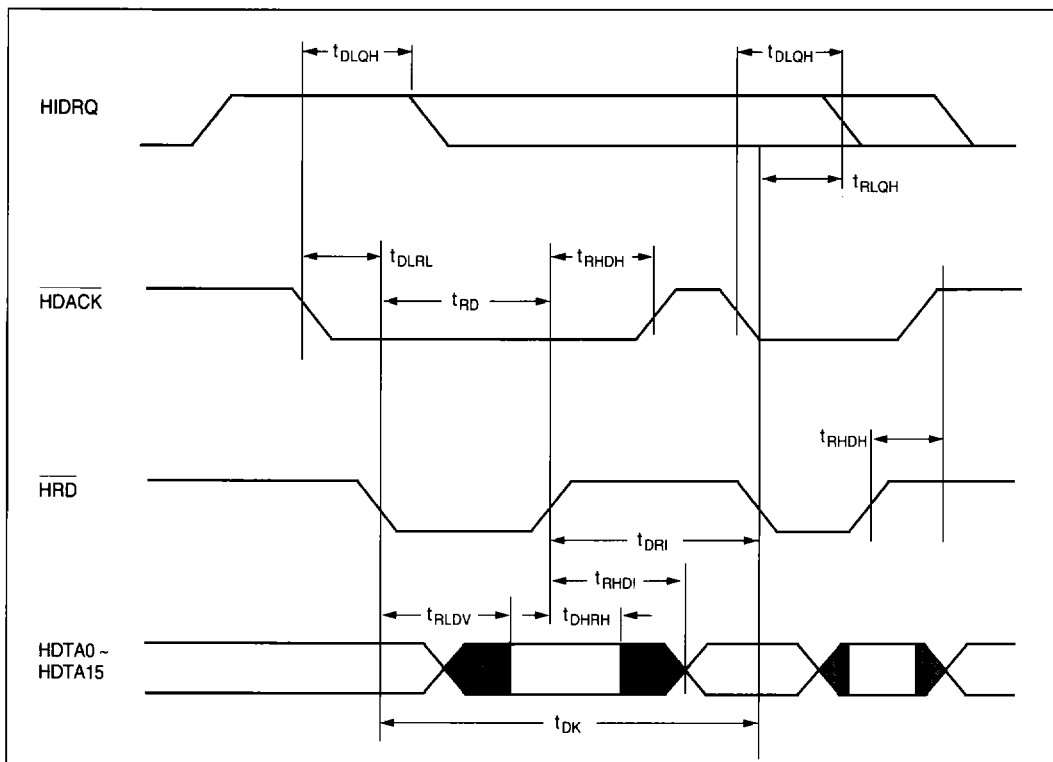 tDLQH
tDLQH
HIDRQ
tRLQH
tDLRL
tRHDH
HDACK
tRD
tRHDH
HRD
tDRI
tRHDI
tRLDV
tDHRH
HDTA0 ~
HDTA15
tDK